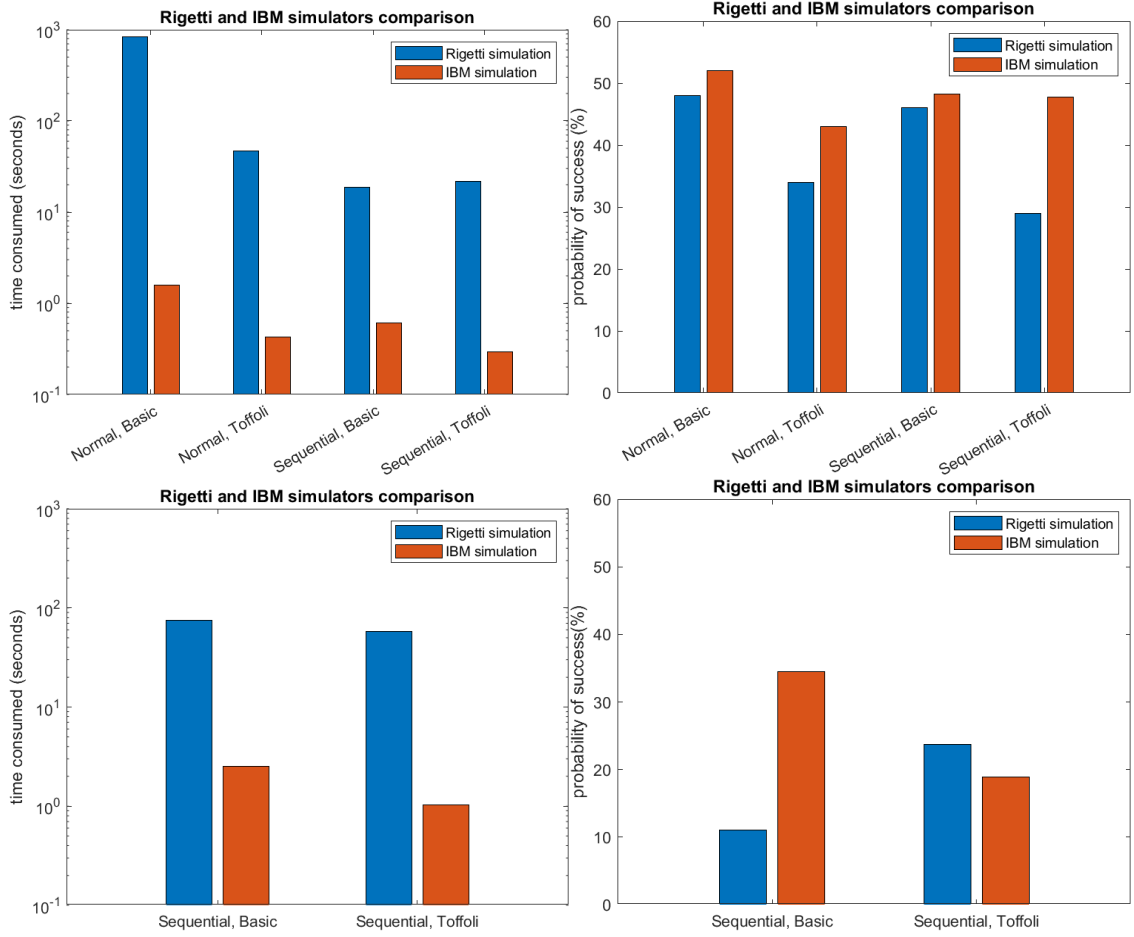 Rigetti and IBM simulators comparison
10^3
10^2
10^1
10^0
10^-1
time consumed (seconds)
Rigetti simulation
IBM simulation
Normal, Basic
Normal, Toffoli
Sequential, Basic
Sequential, Toffoli
Rigetti and IBM simulators comparison
60
50
40
30
20
10
0
probability of success (%)
Rigetti simulation
IBM simulation
Normal, Basic
Normal, Toffoli
Sequential, Basic
Sequential, Toffoli
Rigetti and IBM simulators comparison
10^3
10^2
10^1
10^0
10^-1
time consumed (seconds)
Rigetti simulation
IBM simulation
Sequential, Basic
Sequential, Toffoli
Rigetti and IBM simulators comparison
60
50
40
30
20
10
0
probability of success(%)
Rigetti simulation
IBM simulation
Sequential, Basic
Sequential, Toffoli